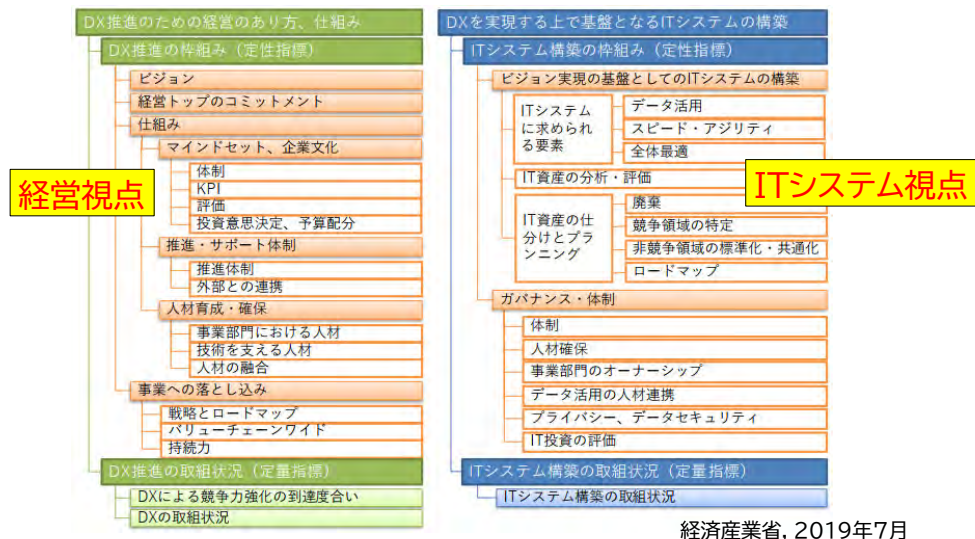 DX推進のための経営のあり方、仕組み
DX推進の枠組み（定性指標）
ビジョン
経営トップのコミットメント
仕組み
マインドセット、企業文化
体制
KPI
評価
投資意思決定、予算配分
推進・サポート体制
推進体制
外部との連携
人材育成・確保
事業部門における人材
技術を支える人材
人材の融合
事業への落とし込み
戦略とロードマップ
バリューチェーンワイド
持続力
DX推進の取組状況（定量指標）
DXによる競争力強化の到達度合い
DXの取組状況
経営視点
DXを実現する上で基盤となるITシステムの構築
ITシステム構築の枠組み（定性指標）
ビジョン実現の基盤としてのITシステムの構築
ITシステム
に求められ
る要素
データ活用
スピード・アジリティ
全体最適
IT資産の分析・評価
IT資産の仕
分けとプラ
ンニング
廃棄
競争領域の特定
非競争領域の標準化・共通化
ロードマップ
ガバナンス・体制
体制
人材確保
事業部門のオーナーシップ
データ活用の人材連携
プライバシー、データセキュリティ
IT投資の評価
ITシステム構築の取組状況（定量指標）
ITシステム構築の取組状況
ITシステム視点
経済産業省, 2019年7月